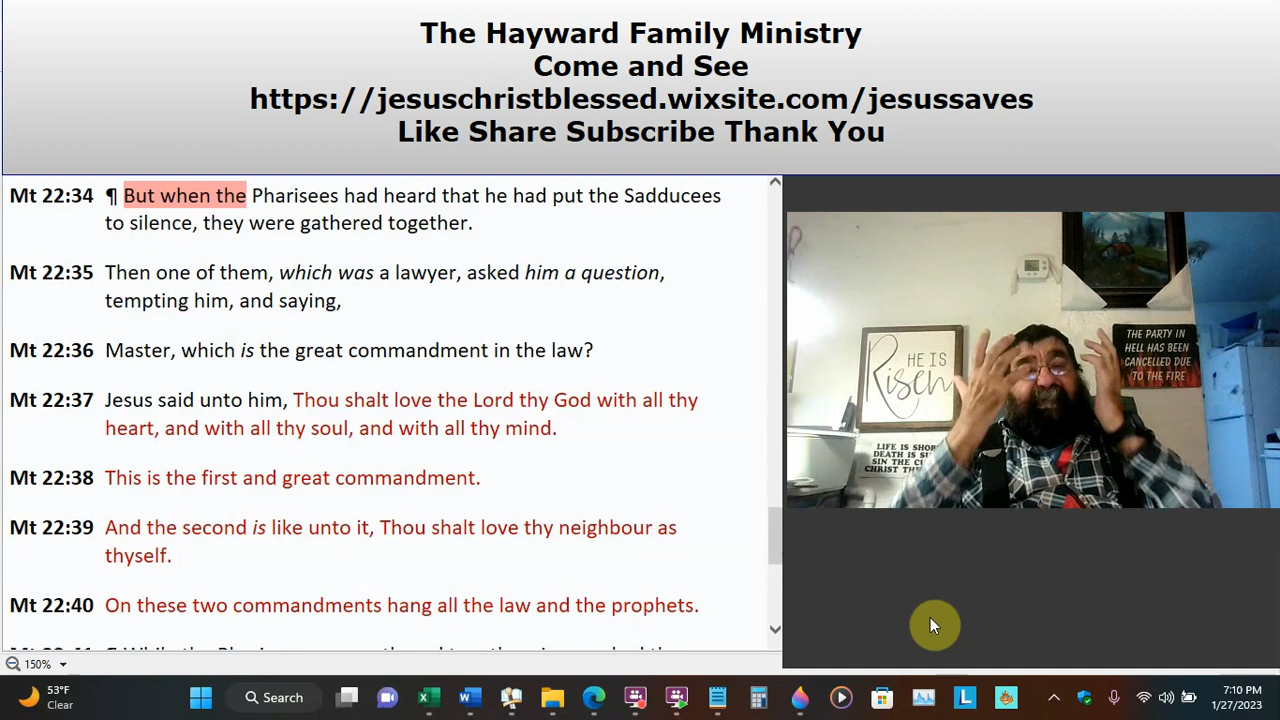 The Hayward Family Ministry
Come and See
https://jesuschristblessed.wixsite.com/jesussaves
Like Share Subscribe Thank You
Mt 22:34 ¶ But when the Pharisees had heard that he had put the Sadducees
to silence, they were gathered together.
Mt 22:35 Then one of them, which was a lawyer, asked him a question,
tempting him, and saying,
Mt 22:36 Master, which is the great commandment in the law?
Mt 22:37 Jesus said unto him, Thou shalt love the Lord thy God with all thy
heart, and with all thy soul, and with all thy mind.
Mt 22:38 This is the first and great commandment.
Mt 22:39 And the second is like unto it, Thou shalt love thy neighbour as
thyself.
Mt 22:40 On these two commandments hang all the law and the prophets.
150%
HE IS
Risen
THE PARTY IN
HELL HAS BEEN
CANCELLED DUE
TO THE FIRE
LIFE IS
DEATH IS
SIN THE
CHRIST
53°F
Clear
Search
7:10 PM
1/27/2023